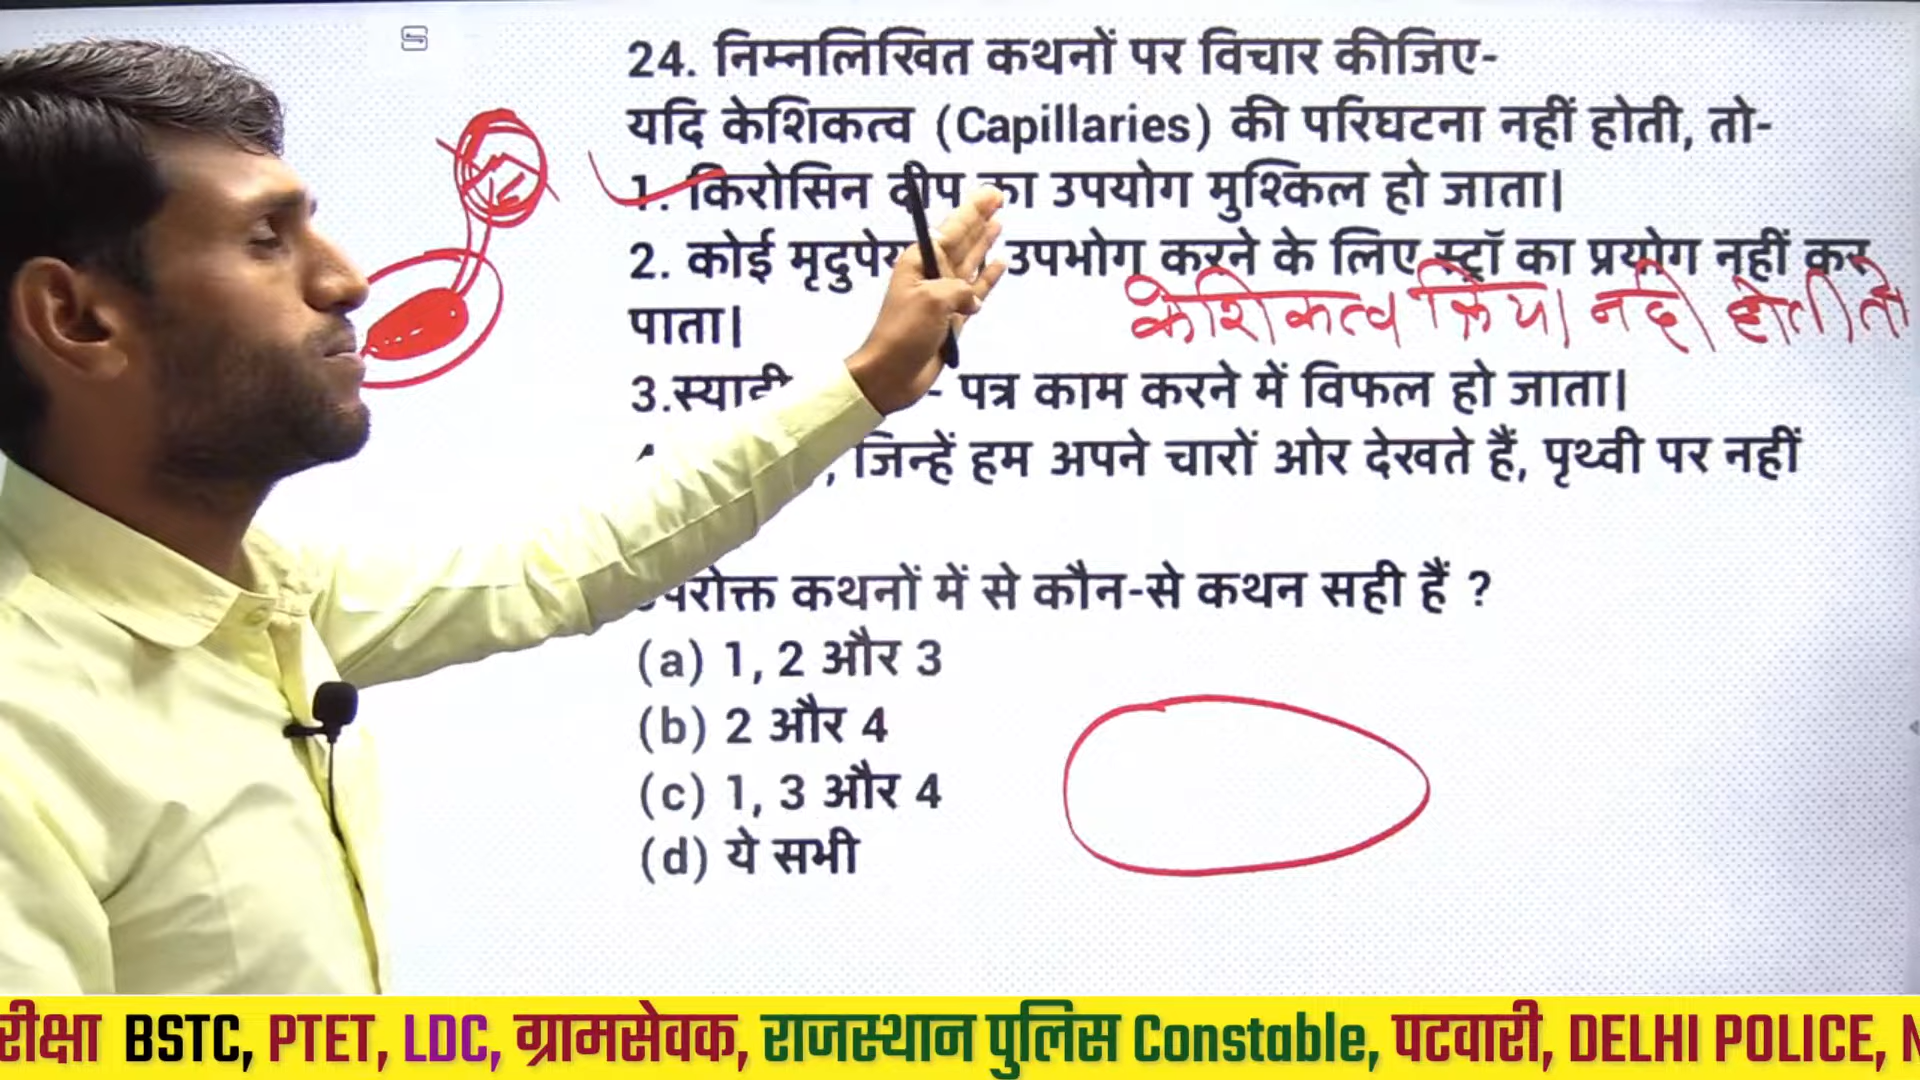 24. निम्नलिखित कथनों पर विचार कीजिए-
यदि केशिकत्व (Capillaries) की परिघटना नहीं होती, तो-
1. किरोसिन दीप का उपयोग मुश्किल हो जाता।
2. कोई उपभोग करने के लिए स्ट्रॉ का प्रयोग नहीं कर
पाता।
केशिकत्व क्रिया नही होती तो
3. पत्र काम करने में विफल हो जाता।
, जिन्हें हम अपने चारों ओर देखते हैं, पृथ्वी पर नहीं
कथनों में से कौन-से कथन सही हैं ?
(a) 1, 2 और 3
(b) 2 और 4
(c) 1, 3 और 4
(d) ये सभी
BSTC, PTET, LDC, ग्रामसेवक, राजस्थान पुलिस Constable, पटवारी, DELHI POLICE,